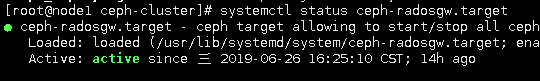 [root@node1 ceph-cluster]# systemctl status ceph-radosgw.target
● ceph-radosgw.target - ceph target allowing to start/stop all ceph
Loaded: loaded (/usr/lib/systemd/system/ceph-radosgw.target; ena
Active: active since 三 2019-06-26 16:25:10 CST; 14h ago